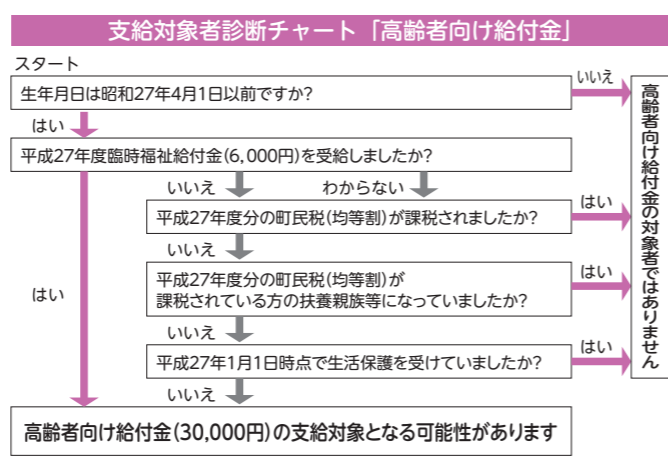 支給対象者診断チャート「高齢者向け給付金」
スタート
生年月日は昭和27年4月1日以前ですか?
いいえ
はい
平成27年度臨時福祉給付金(6,000円)を受給しましたか?
いいえ
わからない
平成27年度分の町民税(均等割)が課税されましたか?
はい
いいえ
平成27年度分の町民税(均等割)が
課税されている方の扶養親族等になっていましたか?
はい
はい
いいえ
平成27年1月1日時点で生活保護を受けていましたか?
はい
いいえ
高齢者向け給付金の対象者ではありません
高齢者向け給付金(30,000円)の支給対象となる可能性があります